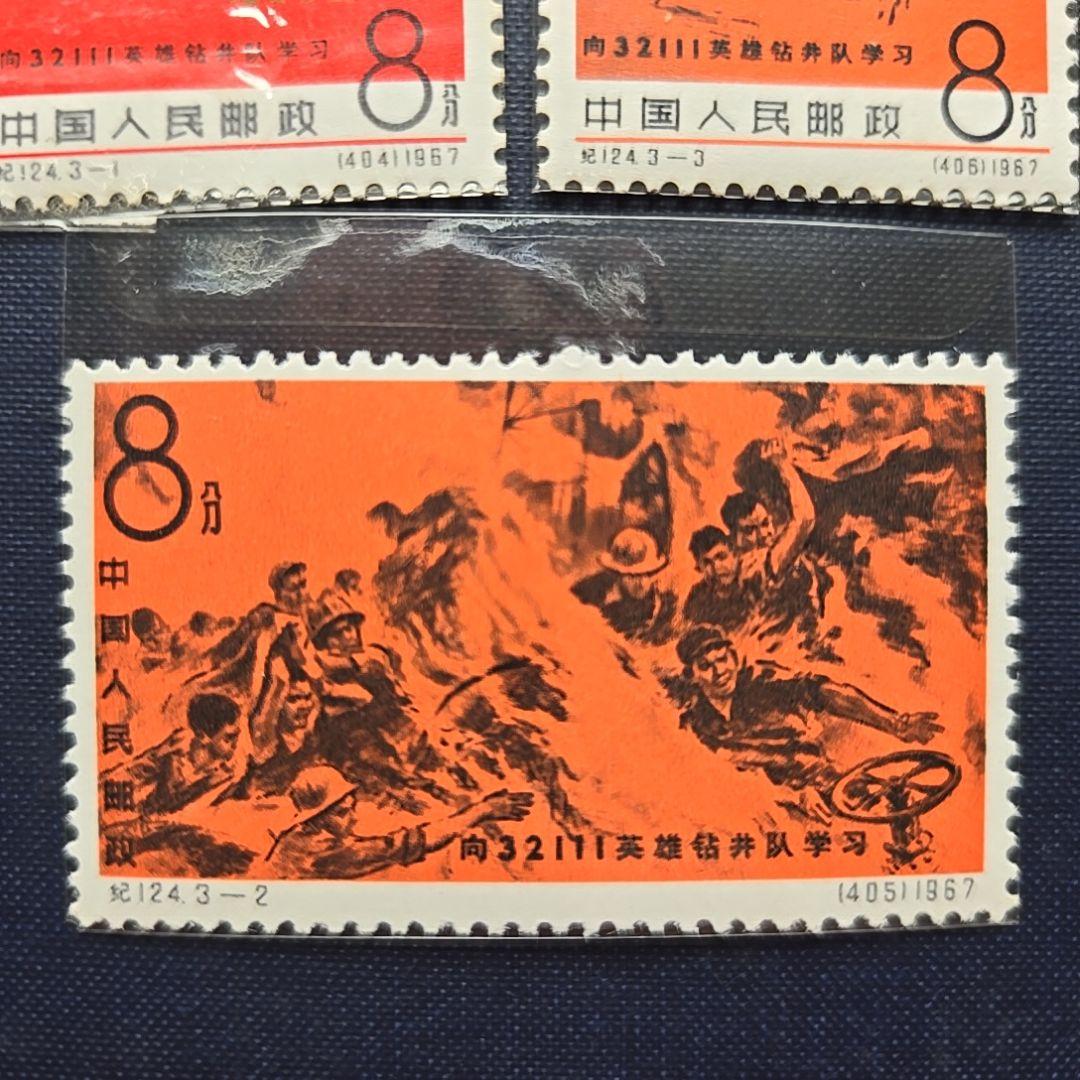 向32111英雄钻井队学习
8分
中国人民邮政
纪124.3-1
(404)1967
向32111英雄钻井队学习
8分
中国人民邮政
纪124.3-3
(406)1967
8分
中国人民邮政
向32111英雄钻井队学习
纪124.3-2
(405)1967